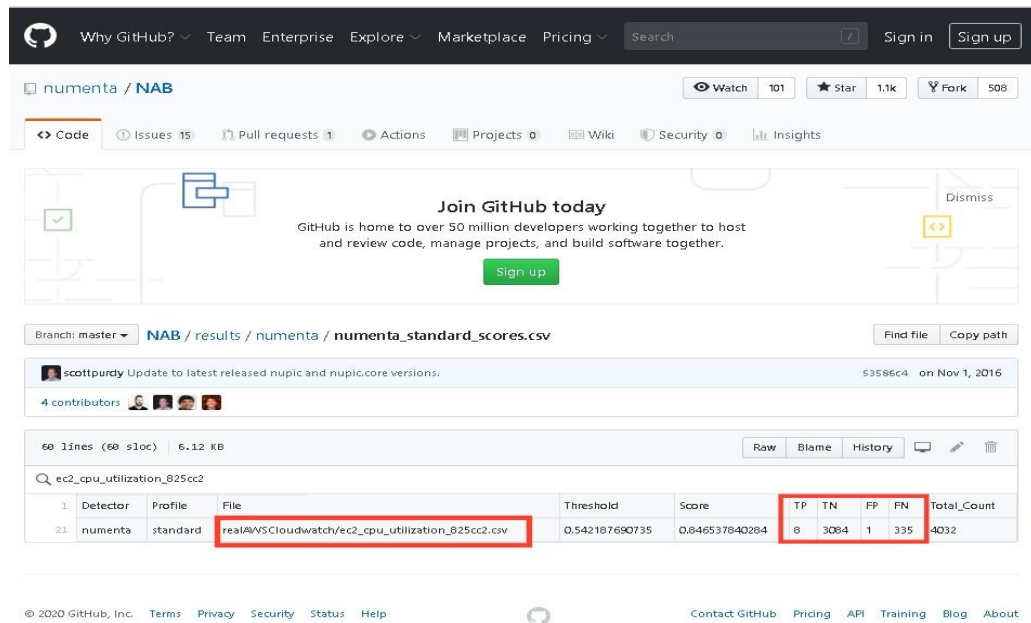 Why GitHub? Team Enterprise Explore Marketplace Pricing Search / Sign in Sign up
numenta / NAB Watch 101 Star 1.1k Fork 508
Code Issues 15 Pull requests 1 Actions Projects 0 Wiki Security 0 Insights
Dismiss
Join GitHub today
GitHub is home to over 50 million developers working together to host
and review code, manage projects, and build software together.
Sign up
Branch: master NAB / results / numenta / numenta_standard_scores.csv Find file Copy path
scottpurdy Update to latest released nupic and nupic.core versions. 53586c4 on Nov 1, 2016
4 contributors
60 lines (60 sloc) 6.12 KB Raw Blame History
ec2_cpu_utilization_825cc2
1 Detector Profile File Threshold Score TP TN FP FN Total_Count
21 numenta standard realAWSCloudwatch/ec2_cpu_utilization_825cc2.csv 0.542187690735 0.846537840284 8 3084 1 335 4032
© 2020 GitHub, Inc. Terms Privacy Security Status Help Contact GitHub Pricing API Training Blog About